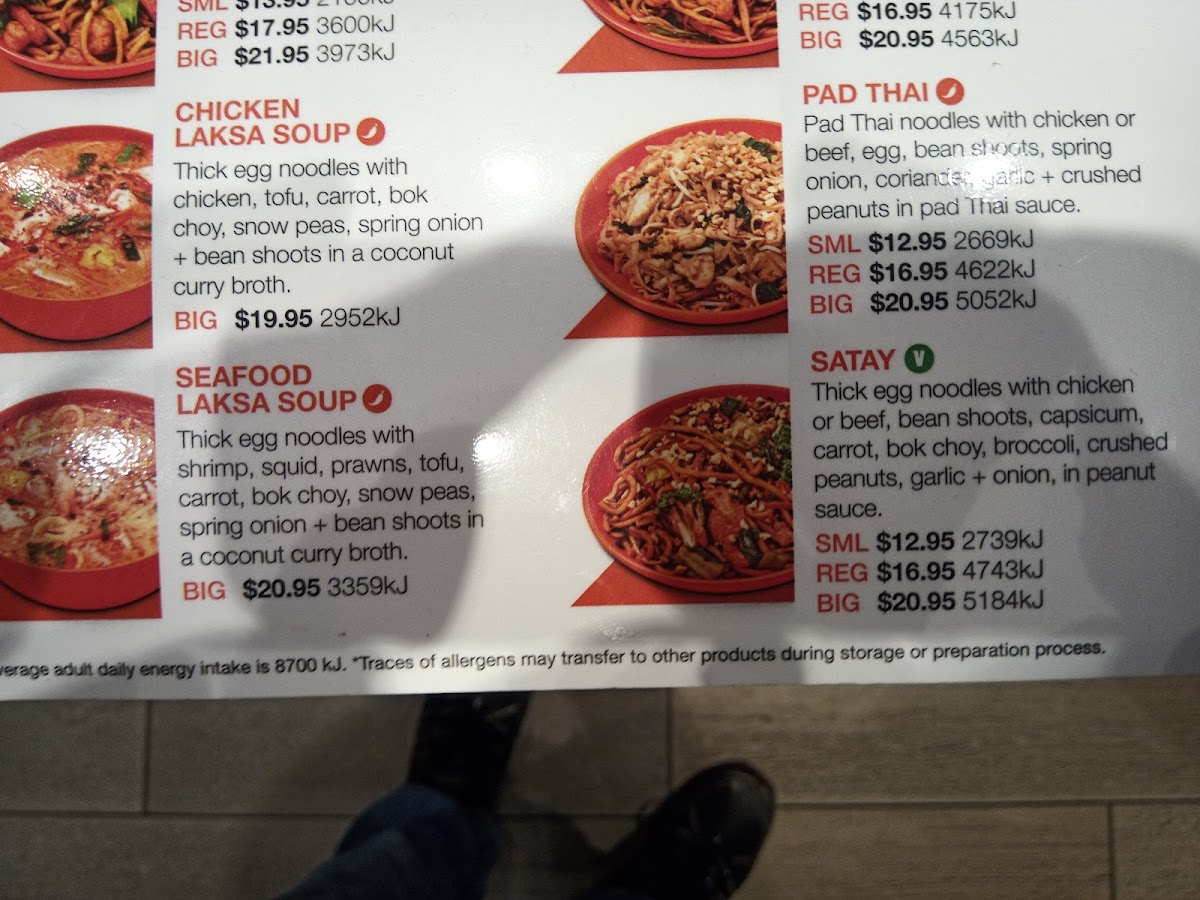 SML $13.95
REG $17.95 3600kJ
BIG $21.95 3973kJ
CHICKEN
LAKSA SOUP
Thick egg noodles with
chicken, tofu, carrot, bok
choy, snow peas, spring onion
+ bean shoots in a coconut
curry broth.
BIG $19.95 2952kJ
SEAFOOD
LAKSA SOUP
Thick egg noodles with
shrimp, squid, prawns, tofu,
carrot, bok choy, snow peas,
spring onion + bean shoots in
a coconut curry broth.
BIG $20.95 3359kJ
REG $16.95 4175kJ
BIG $20.95 4563kJ
PAD THAI
Pad Thai noodles with chicken or
beef, egg, bean shoots, spring
onion, coriander, garlic + crushed
peanuts in pad Thai sauce.
SML $12.95 2669kJ
REG $16.95 4622kJ
BIG $20.95 5052kJ
SATAY V
Thick egg noodles with chicken
or beef, bean shoots, capsicum,
carrot, bok choy, broccoli, crushed
peanuts, garlic + onion, in peanut
sauce.
SML $12.95 2739kJ
REG $16.95 4743kJ
BIG $20.95 5184kJ
verage adult daily energy intake is 8700 kJ. *Traces of allergens may transfer to other products during storage or preparation process.